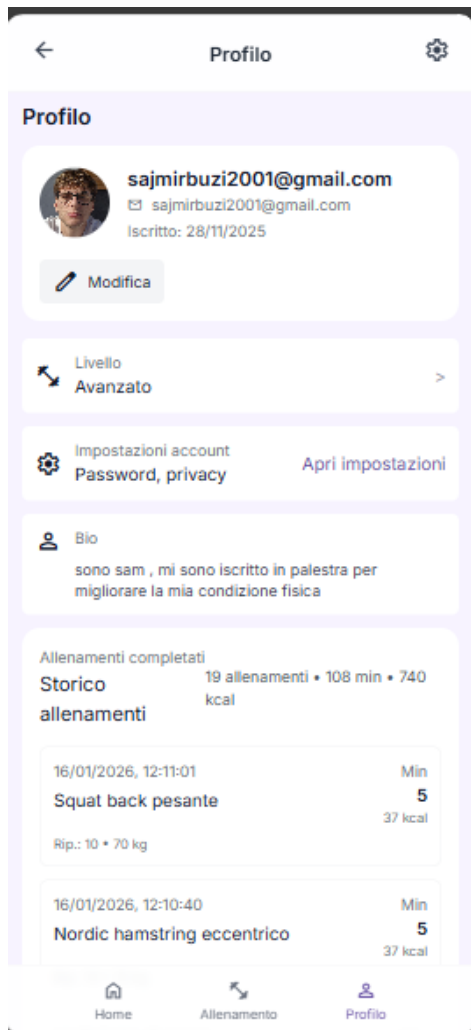 Profilo
Profilo
sajmirbuzi2001@gmail.com
sajmirbuzi2001@gmail.com
Iscritto: 28/11/2025
Modifica
Livello
Avanzato
>
Impostazioni account
Password, privacy
Apri impostazioni
Bio
sono sam , mi sono iscritto in palestra per
migliorare la mia condizione fisica
Allenamenti completati
Storico
allenamenti
19 allenamenti • 108 min • 740
kcal
16/01/2026, 12:11:01
Min
Squat back pesante
5
37 kcal
Rip.: 10 • 70 kg
16/01/2026, 12:10:40
Min
Nordic hamstring eccentrico
5
37 kcal
Home
Allenamento
Profilo